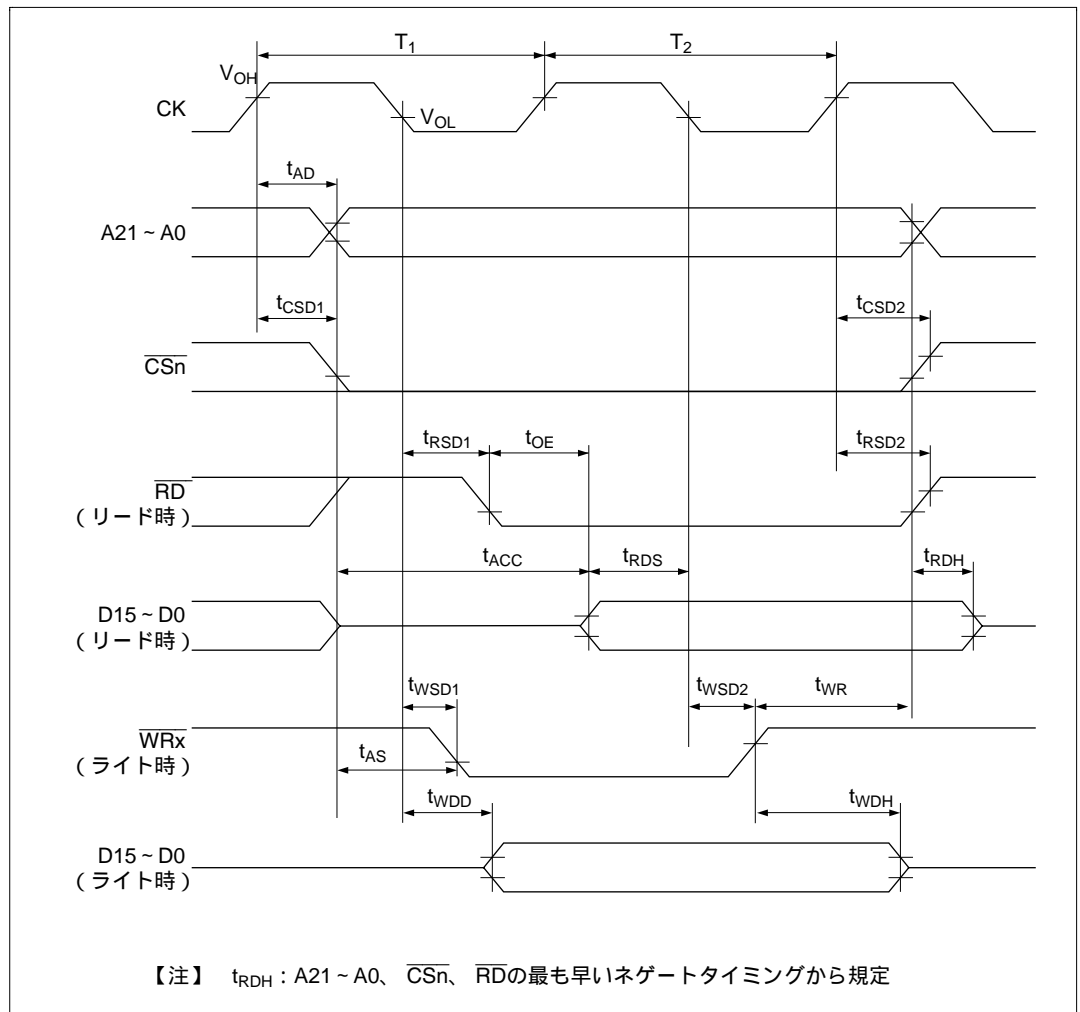 T1 T2
VOH
CK
VOL
tAD
A21 ~ A0
tCSD1 tCSD2
CSn
tRSD1 tOE tRSD2
RD
( リード時 )
tACC tRDS tRDH
D15 ~ D0
( リード時 )
tWSD1 tWSD2 tWR
WRx
( ライト時 )
tAS
tWDD tWDH
D15 ~ D0
( ライト時 )
【注】 tRDH : A21 ~ A0、 CSn、 RDの最も早いネゲートタイミングから規定